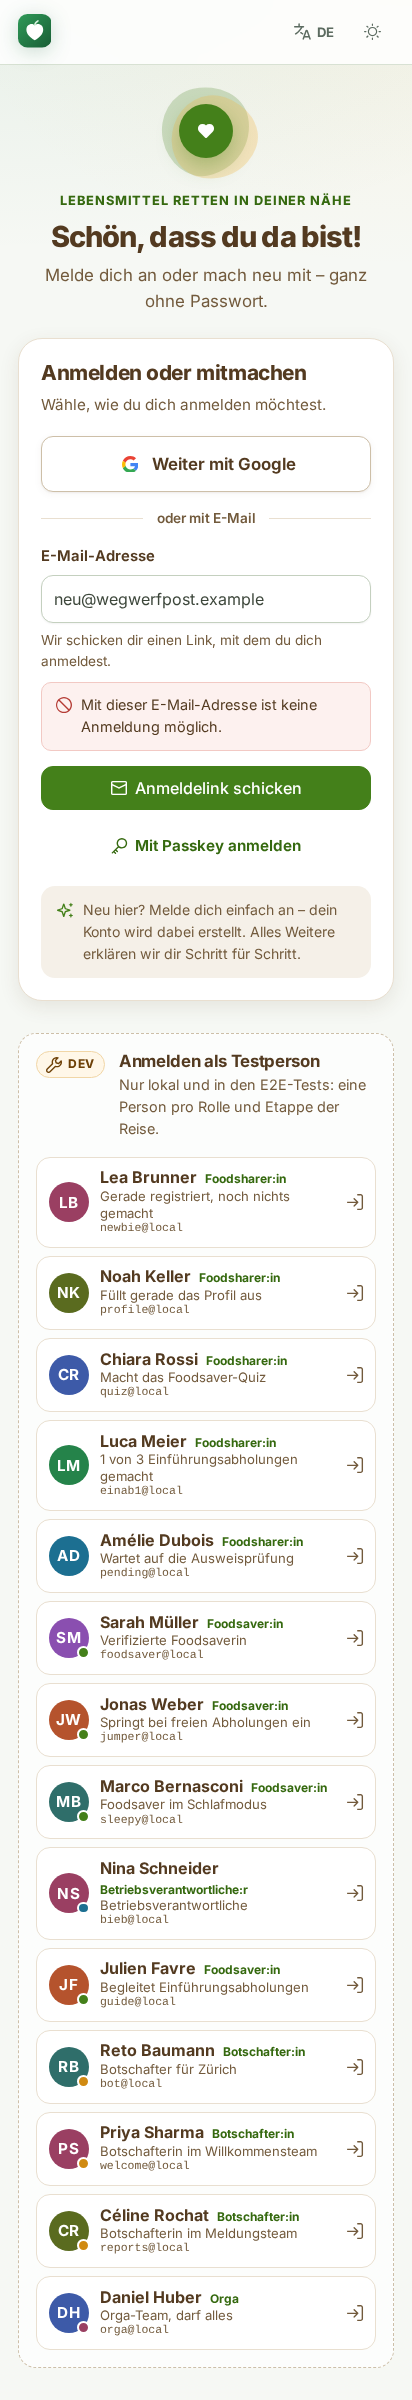 DE
LEBENSMITTEL RETTEN IN DEINER NÄHE
Schön, dass du da bist!
Melde dich an oder mach neu mit – ganz
ohne Passwort.
Anmelden oder mitmachen
Wähle, wie du dich anmelden möchtest.
Weiter mit Google
oder mit E-Mail
E-Mail-Adresse
neu@wegwerfpost.example
Wir schicken dir einen Link, mit dem du dich
anmeldest.
Mit dieser E-Mail-Adresse ist keine
Anmeldung möglich.
Anmeldelink schicken
Mit Passkey anmelden
Neu hier? Melde dich einfach an – dein
Konto wird dabei erstellt. Alles Weitere
erklären wir dir Schritt für Schritt.
DEV
Anmelden als Testperson
Nur lokal und in den E2E-Tests: eine
Person pro Rolle und Etappe der
Reise.
LB
Lea Brunner Foodsharer:in
Gerade registriert, noch nichts
gemacht
newbie@local
NK
Noah Keller Foodsharer:in
Füllt gerade das Profil aus
profile@local
CR
Chiara Rossi Foodsharer:in
Macht das Foodsaver-Quiz
quiz@local
LM
Luca Meier Foodsharer:in
1 von 3 Einführungsabholungen
gemacht
einab1@local
AD
Amélie Dubois Foodsharer:in
Wartet auf die Ausweisprüfung
pending@local
SM
Sarah Müller Foodsaver:in
Verifizierte Foodsaverin
foodsaver@local
JW
Jonas Weber Foodsaver:in
Springt bei freien Abholungen ein
jumper@local
MB
Marco Bernasconi Foodsaver:in
Foodsaver im Schlafmodus
sleepy@local
NS
Nina Schneider
Betriebsverantwortliche:r
Betriebsverantwortliche
bieb@local
JF
Julien Favre Foodsaver:in
Begleitet Einführungsabholungen
guide@local
RB
Reto Baumann Botschafter:in
Botschafter für Zürich
bot@local
PS
Priya Sharma Botschafter:in
Botschafterin im Willkommensteam
welcome@local
CR
Céline Rochat Botschafter:in
Botschafterin im Meldungsteam
reports@local
DH
Daniel Huber Orga
Orga-Team, darf alles
orga@local